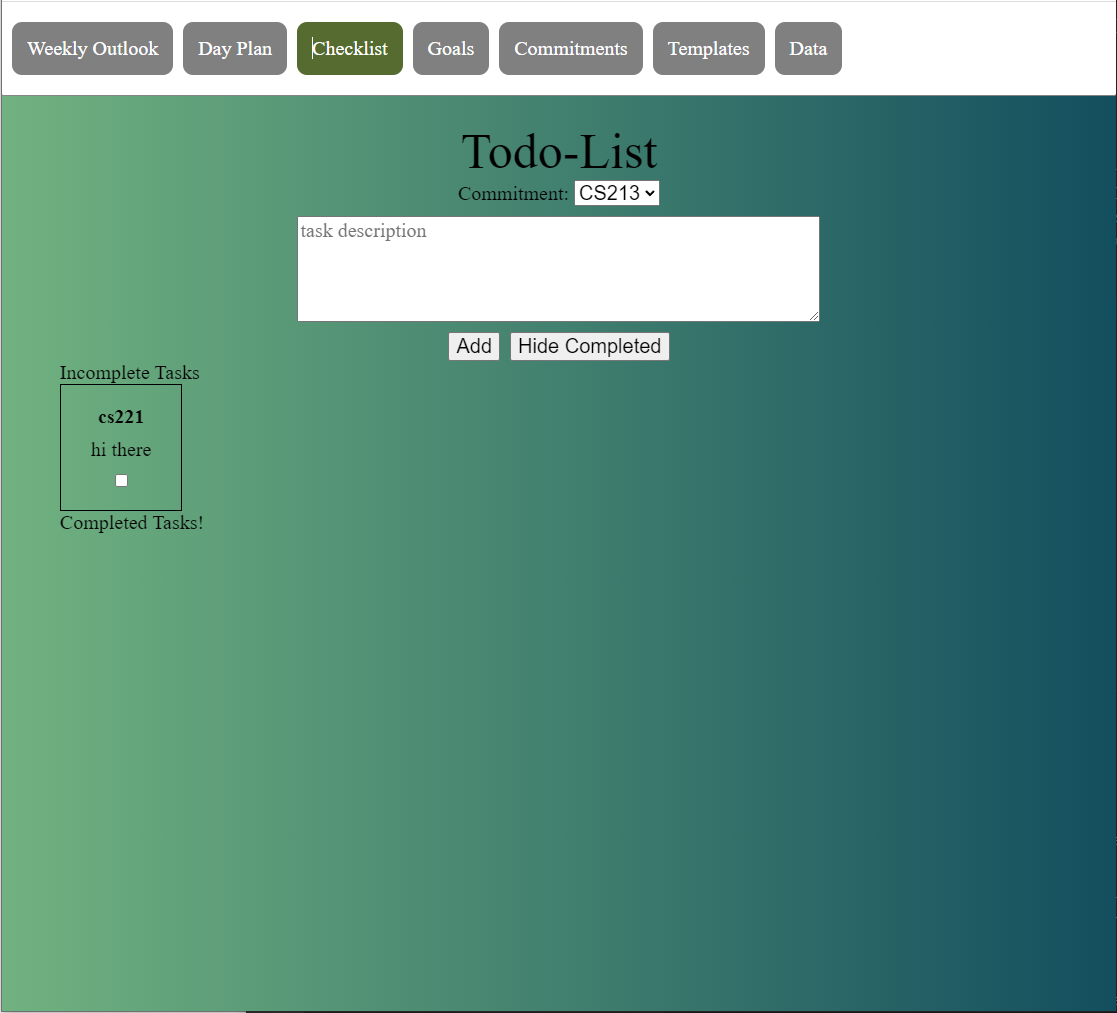 Weekly Outlook Day Plan Checklist Goals Commitments Templates Data
Todo-List
Commitment: CS213
task description
Add Hide Completed
Incomplete Tasks
cs221
hi there
Completed Tasks!